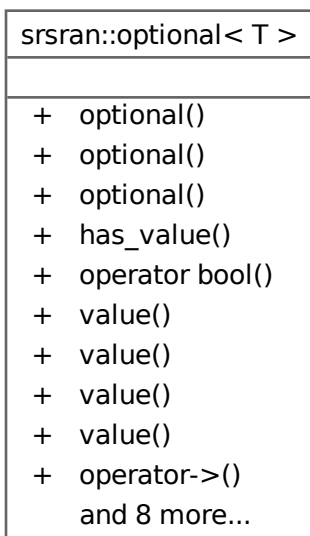 srsran::optional< T >
+ optional()
+ optional()
+ optional()
+ has_value()
+ operator bool()
+ value()
+ value()
+ value()
+ value()
+ operator->()
and 8 more...